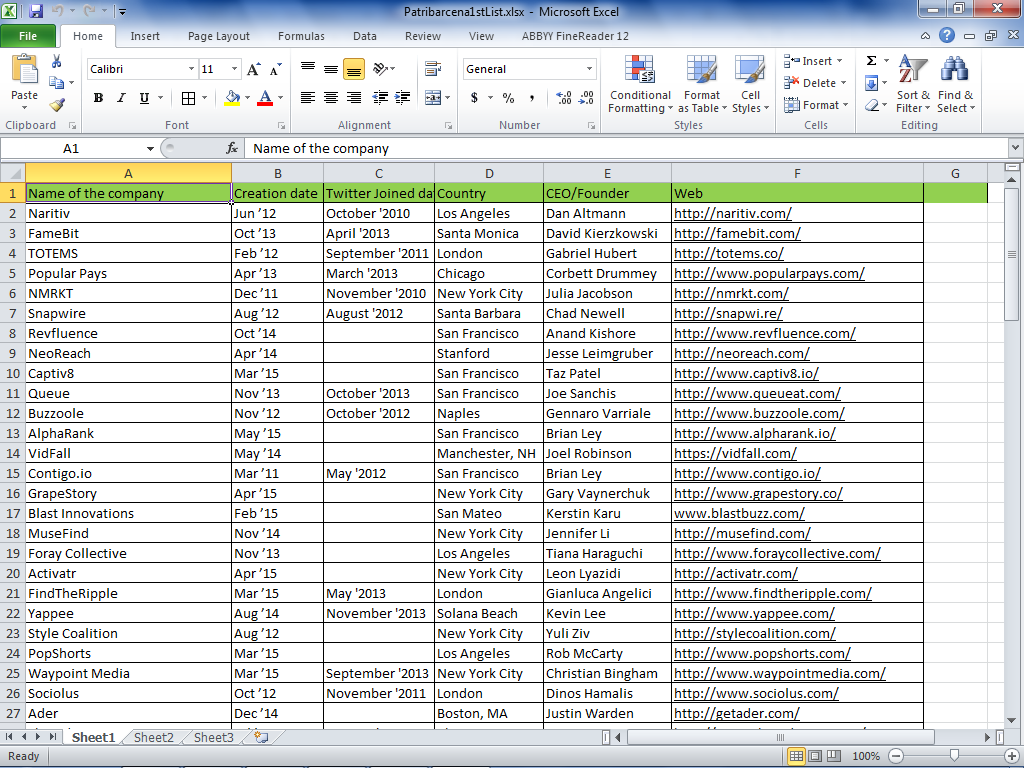 Patribarcena1stList.xlsx - Microsoft Excel
File Home Insert Page Layout Formulas Data Review View ABBYY FineReader 12
Calibri 11 General Insert Delete Format
Paste B I U $ % , Conditional Formatting Format as Table Cell Styles Sort & Filter Find & Select
Clipboard Font Alignment Number Styles Cells Editing
A1 fx Name of the company
A B C D E F G
1 Name of the company Creation date Twitter Joined da Country CEO/Founder Web
2 Naritiv Jun ’12 October '2010 Los Angeles Dan Altmann http://naritiv.com/
3 FameBit Oct ’13 April '2013 Santa Monica David Kierzkowski http://famebit.com/
4 TOTEMS Feb ’12 September '2011 London Gabriel Hubert http://totems.co/
5 Popular Pays Apr ’13 March '2013 Chicago Corbett Drummey http://www.popularpays.com/
6 NMRKT Dec ’11 November '2010 New York City Julia Jacobson http://nmrkt.com/
7 Snapwire Aug ’12 August '2012 Santa Barbara Chad Newell http://snapwi.re/
8 Revfluence Oct ’14 San Francisco Anand Kishore http://www.revfluence.com/
9 NeoReach Apr ’14 Stanford Jesse Leimgruber http://neoreach.com/
10 Captiv8 Mar ’15 San Francisco Taz Patel http://www.captiv8.io/
11 Queue Nov ’13 October '2013 San Francisco Joe Sanchis http://www.queueat.com/
12 Buzzoole Nov ’12 October '2012 Naples Gennaro Varriale http://www.buzzoole.com/
13 AlphaRank May ’15 San Francisco Brian Ley http://www.alpharank.io/
14 VidFall May ’14 Manchester, NH Joel Robinson https://vidfall.com/
15 Contigo.io Mar ’11 May '2012 San Francisco Brian Ley http://www.contigo.io/
16 GrapeStory Apr ’15 New York City Gary Vaynerchuk http://www.grapestory.co/
17 Blast Innovations Feb ’15 San Mateo Kerstin Karu www.blastbuzz.com/
18 MuseFind Nov ’14 New York City Jennifer Li http://musefind.com/
19 Foray Collective Nov ’13 Los Angeles Tiana Haraguchi http://www.foraycollective.com/
20 Activatr Apr ’15 New York City Leon Lyazidi http://activatr.com/
21 FindTheRipple Mar ’15 May '2013 London Gianluca Angelici http://www.findtheripple.com/
22 Yappee Aug ’14 November '2013 Solana Beach Kevin Lee http://www.yappee.com/
23 Style Coalition Aug ’12 New York City Yuli Ziv http://stylecoalition.com/
24 PopShorts Mar ’15 Los Angeles Rob McCarty http://www.popshorts.com/
25 Waypoint Media Mar ’15 September '2013 New York City Christian Bingham http://www.waypointmedia.com/
26 Sociolus Oct ’12 November '2011 London Dinos Hamalis http://www.sociolus.com/
27 Ader Dec ’14 Boston, MA Justin Warden http://getader.com/
Sheet1 Sheet2 Sheet3
Ready 100%